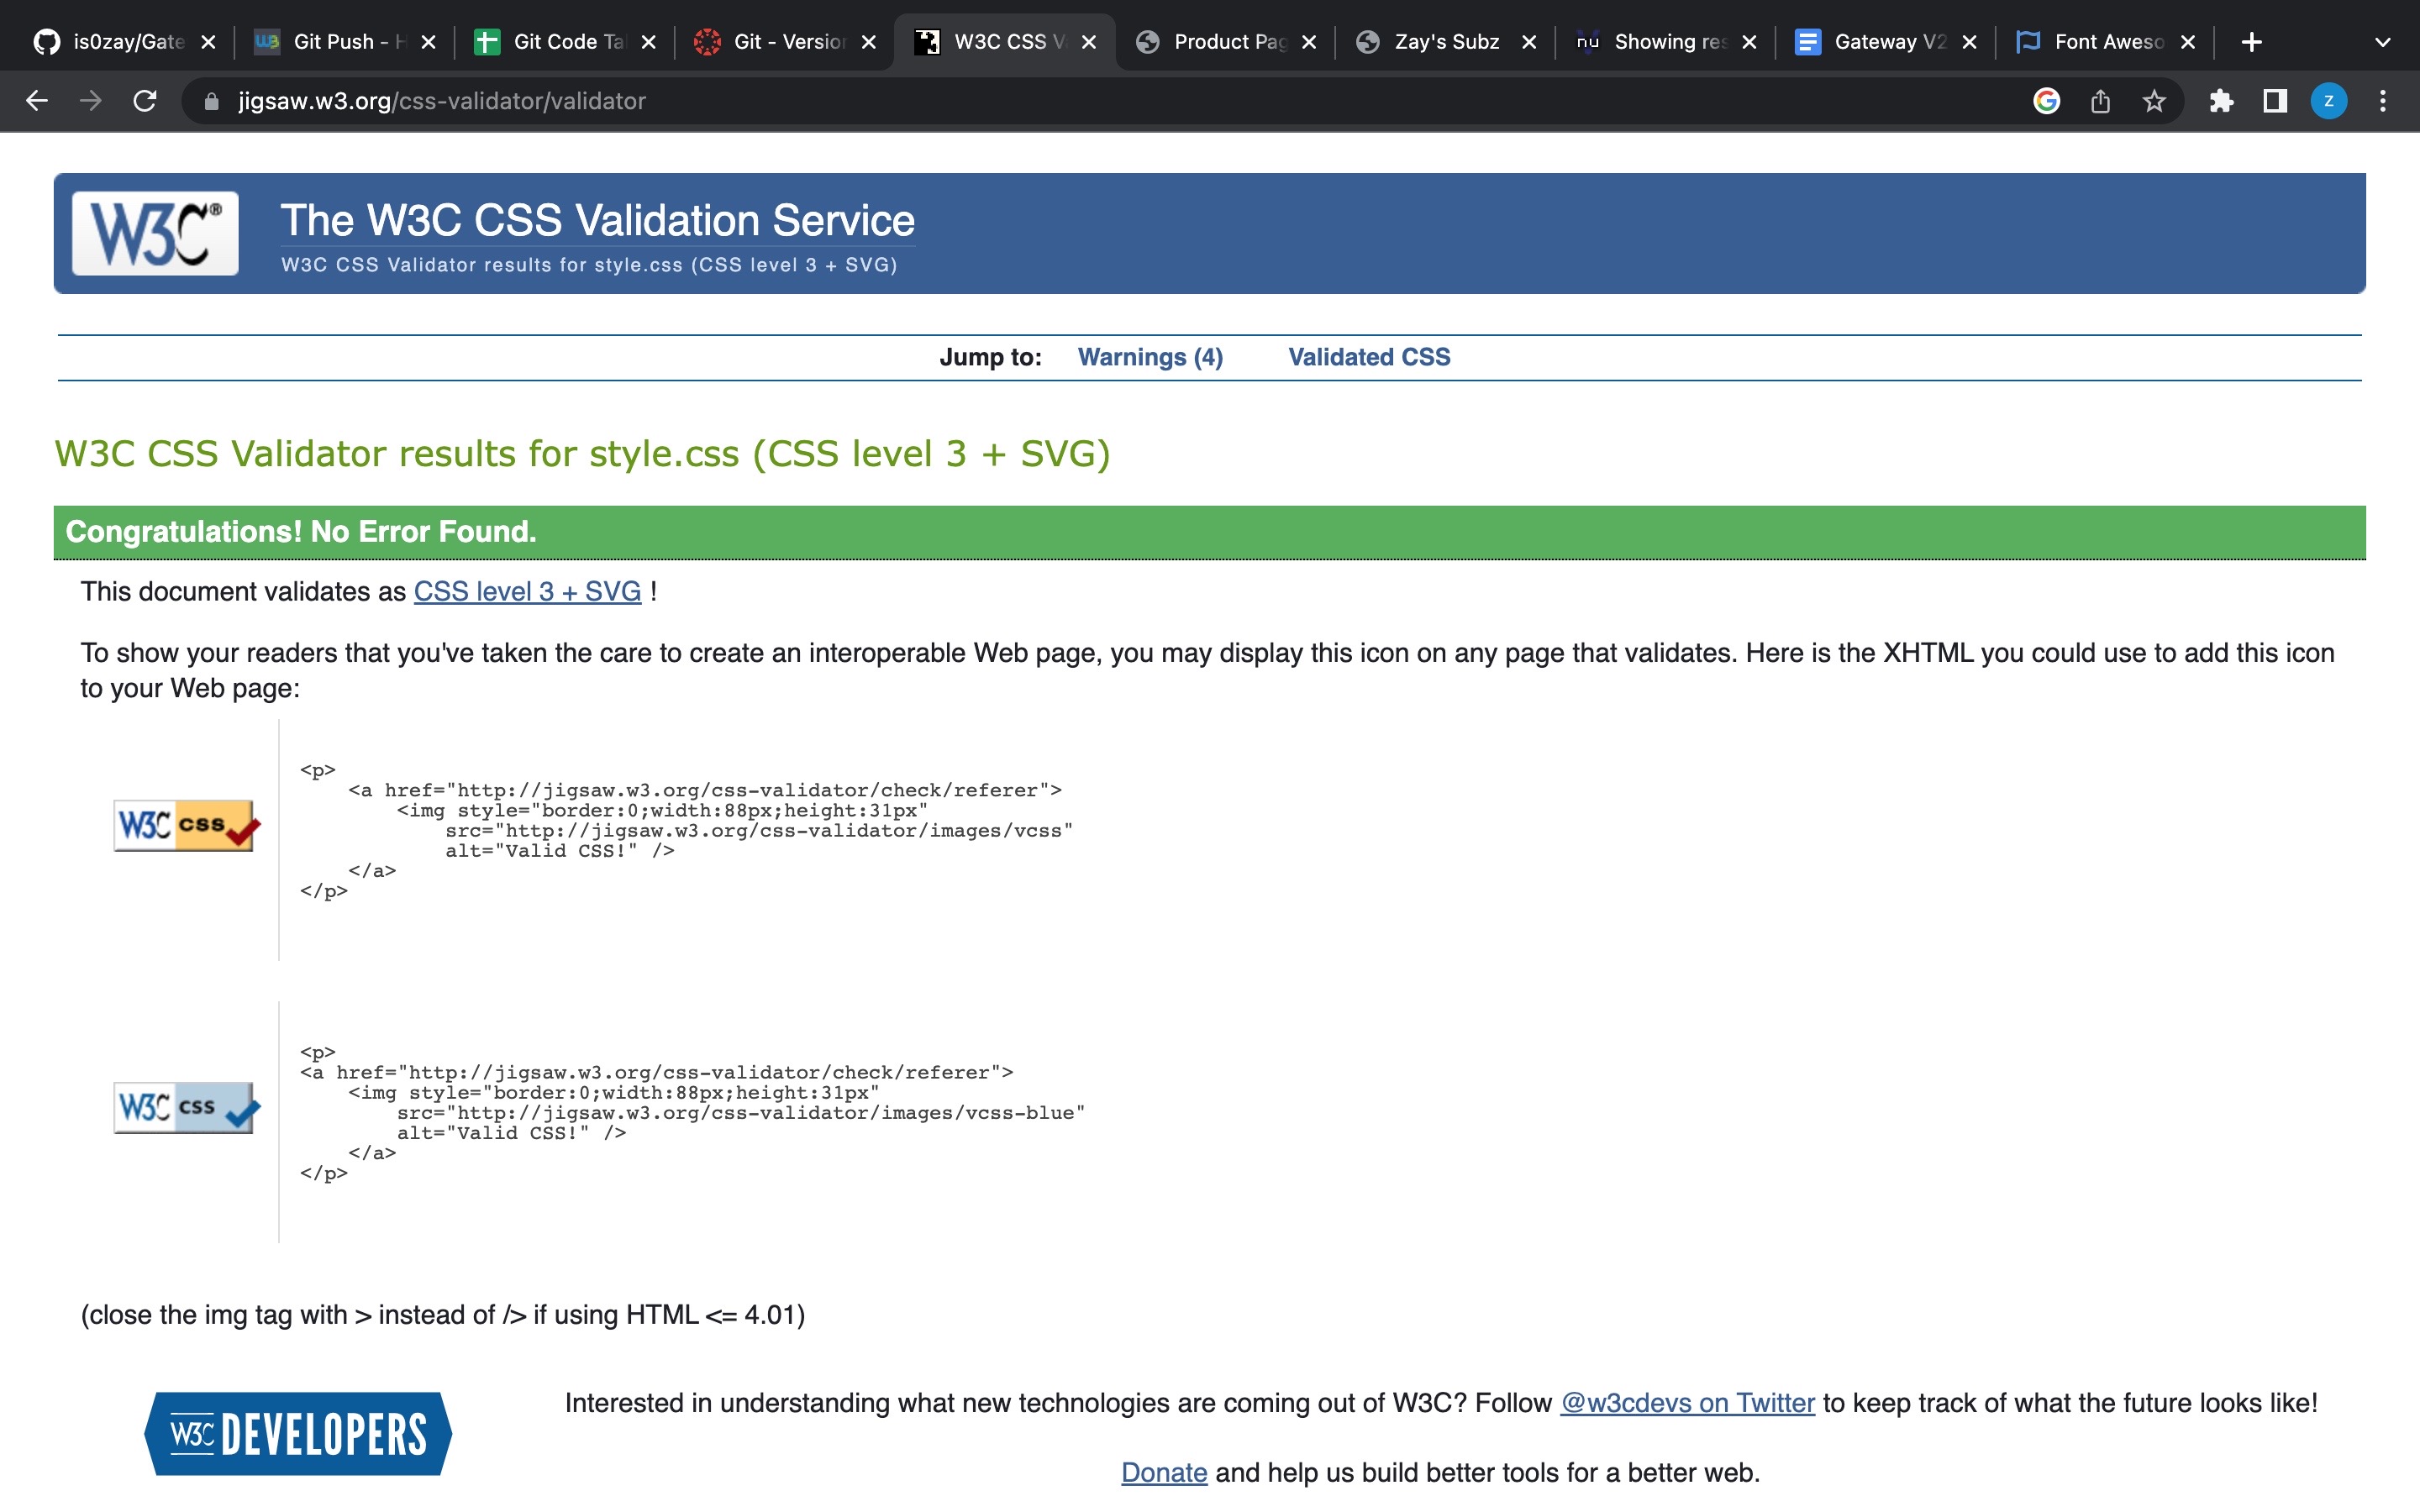 is0zay/Gate
Git Push - H
Git Code Ta
Git - Version
W3C CSS V
Product Pag
Zay's Subz
nu Showing res
Gateway V2
Font Aweso
jigsaw.w3.org/css-validator/validator
z
W3C®
The W3C CSS Validation Service
W3C CSS Validator results for style.css (CSS level 3 + SVG)
Jump to: Warnings (4) Validated CSS
W3C CSS Validator results for style.css (CSS level 3 + SVG)
Congratulations! No Error Found.
This document validates as CSS level 3 + SVG !
To show your readers that you've taken the care to create an interoperable Web page, you may display this icon on any page that validates. Here is the XHTML you could use to add this icon
to your Web page:
W3C css
<p>
<a href="http://jigsaw.w3.org/css-validator/check/referer">
<img style="border:0;width:88px;height:31px"
src="http://jigsaw.w3.org/css-validator/images/vcss"
alt="Valid CSS!" />
</a>
</p>
W3C css
<p>
<a href="http://jigsaw.w3.org/css-validator/check/referer">
<img style="border:0;width:88px;height:31px"
src="http://jigsaw.w3.org/css-validator/images/vcss-blue"
alt="Valid CSS!" />
</a>
</p>
(close the img tag with > instead of /> if using HTML <= 4.01)
W3C DEVELOPERS
Interested in understanding what new technologies are coming out of W3C? Follow @w3cdevs on Twitter to keep track of what the future looks like!
Donate and help us build better tools for a better web.